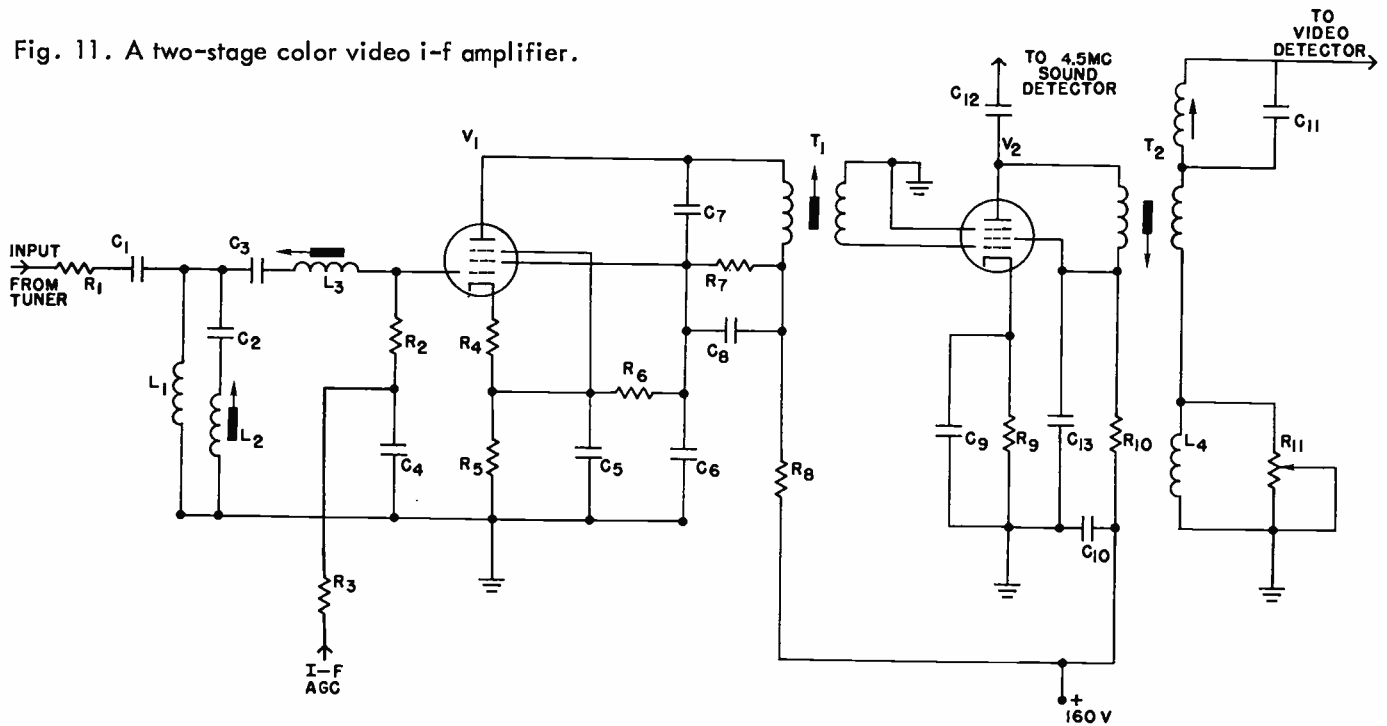 Fig. 11. A two-stage color video i-f amplifier.
TO
VIDEO
DETECTOR
TO 4.5MC
SOUND
DETECTOR
C12
C11
V1
T1
V2
T2
C7
INPUT
FROM
TUNER
R1
C1
C3
L3
R7
C2
R2
R4
C8
L1
L2
R6
C4
R5
C5
C6
R8
C9
R9
C13
R10
L4
R11
C10
R3
I-F
AGC
+
160V